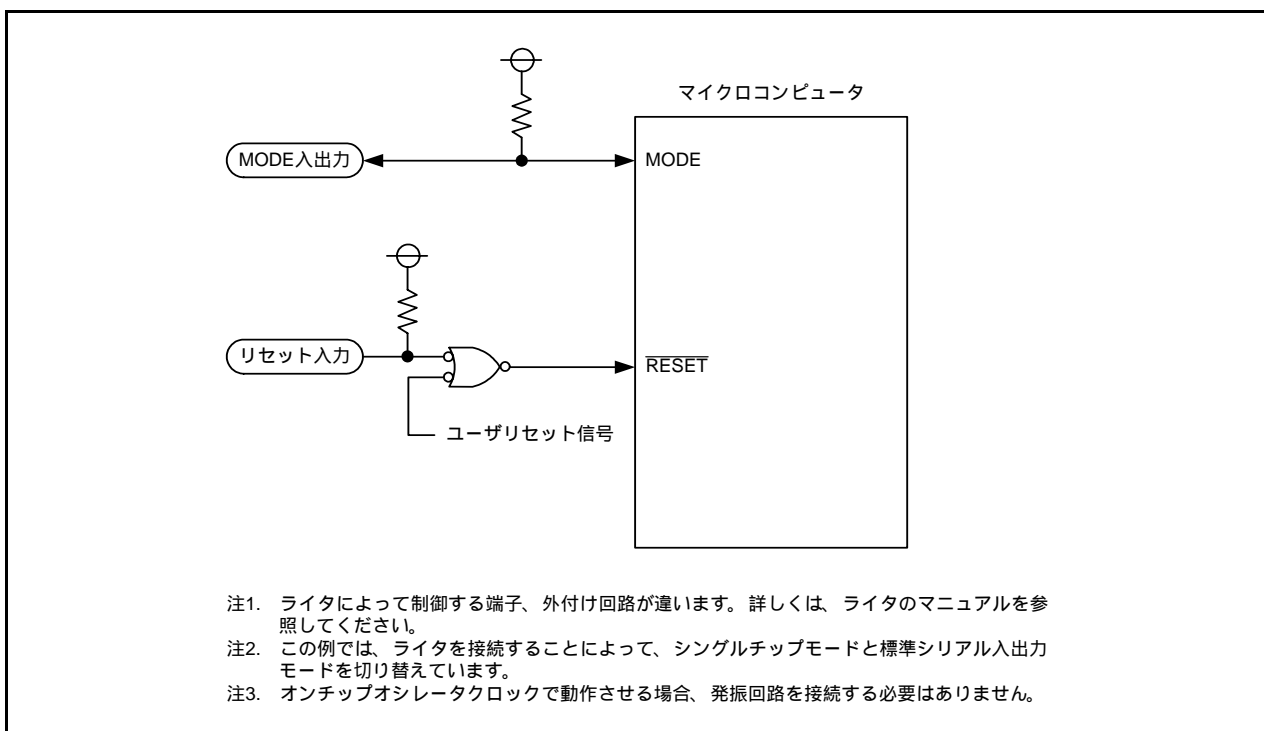 マイクロコンピュータ
MODE入出力
MODE
リセット入力
RESET
ユーザリセット信号
注1. ライタによって制御する端子、外付け回路が違います。詳しくは、ライタのマニュアルを参
照してください。
注2. この例では、ライタを接続することによって、シングルチップモードと標準シリアル入出力
モードを切り替えています。
注3. オンチップオシレータクロックで動作させる場合、発振回路を接続する必要はありません。